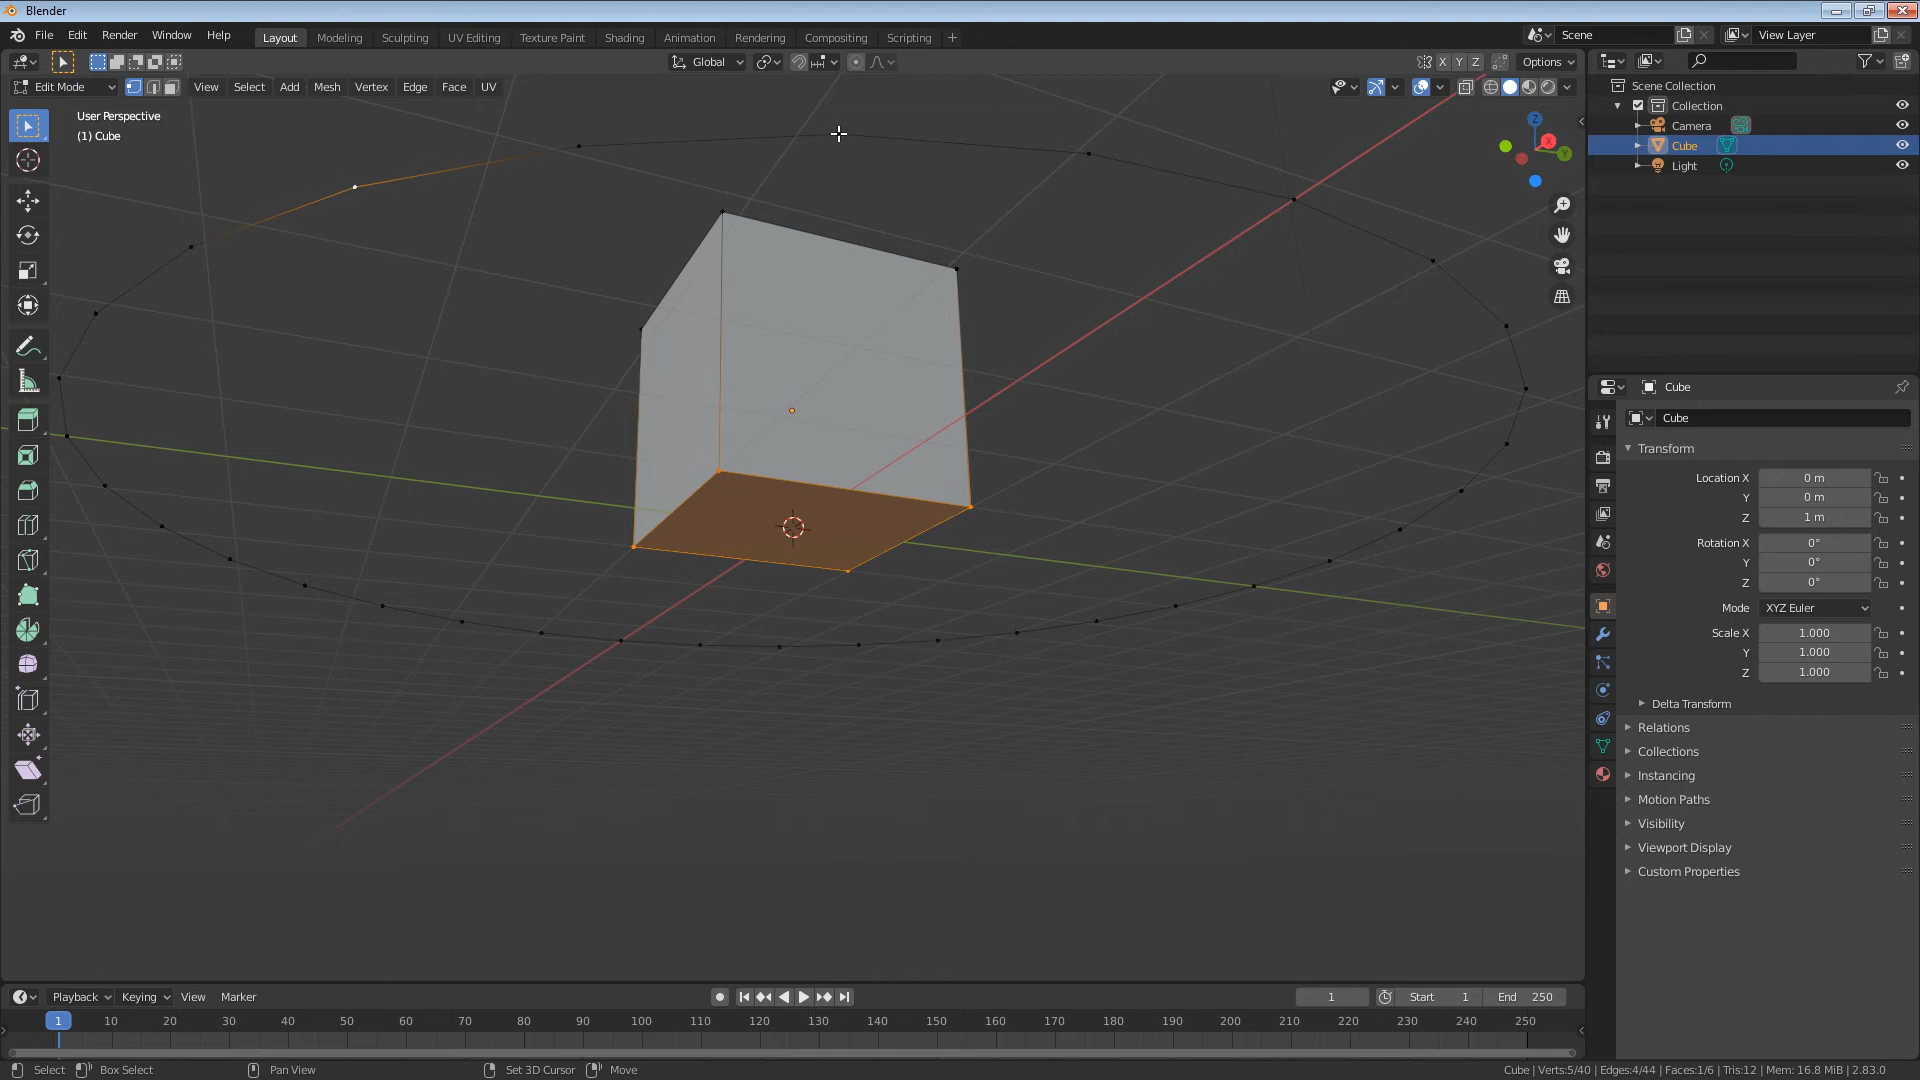 Blender
File Edit Render Window Help
Layout Modeling Sculpting UV Editing Texture Paint Shading Animation Rendering Compositing Scripting +
Scene
View Layer
Global
X Y Z
Options
Edit Mode
View Select Add Mesh Vertex Edge Face UV
User Perspective
(1) Cube
Z
X
Y
Scene Collection
Collection
Camera
Cube
Light
Cube
Cube
Transform
Location X 0 m
Y 0 m
Z 1 m
Rotation X 0°
Y 0°
Z 0°
Mode XYZ Euler
Scale X 1.000
Y 1.000
Z 1.000
Delta Transform
Relations
Collections
Instancing
Motion Paths
Visibility
Viewport Display
Custom Properties
Playback Keying View Marker
1
Start 1
End 250
1 10 20 30 40 50 60 70 80 90 100 110 120 130 140 150 160 170 180 190 200 210 220 230 240 250
Select Box Select Pan View Set 3D Cursor Move
Cube | Verts:5/40 | Edges:4/44 | Faces:1/6 | Tris:12 | Mem: 16.8 MiB | 2.83.0